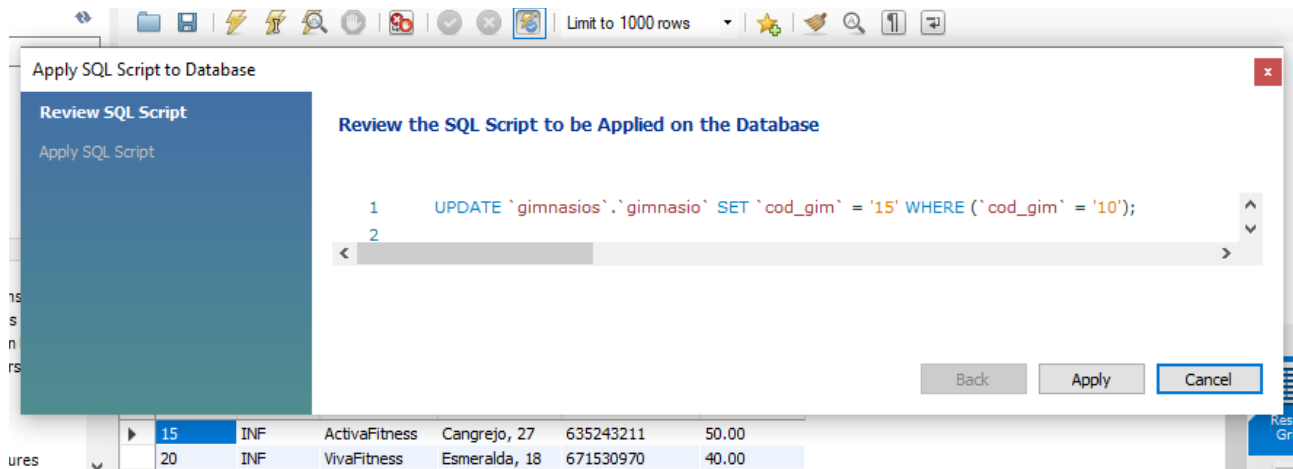 Limit to 1000 rows
Apply SQL Script to Database
x
Review SQL Script
Apply SQL Script
Review the SQL Script to be Applied on the Database
1 UPDATE `gimnasios`.`gimnasio` SET `cod_gim` = '15' WHERE (`cod_gim` = '10');
2
Back Apply Cancel
15 INF ActivaFitness Cangrejo, 27 635243211 50.00
20 INF VivaFitness Esmeralda, 18 671530970 40.00